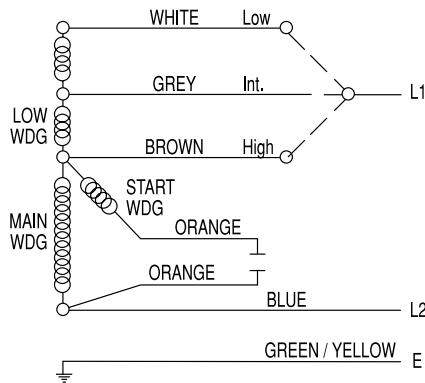 WHITE Low
GREY Int. L1
LOW
WDG
BROWN High
START
WDG
MAIN
WDG
ORANGE
ORANGE
BLUE L2
GREEN / YELLOW E